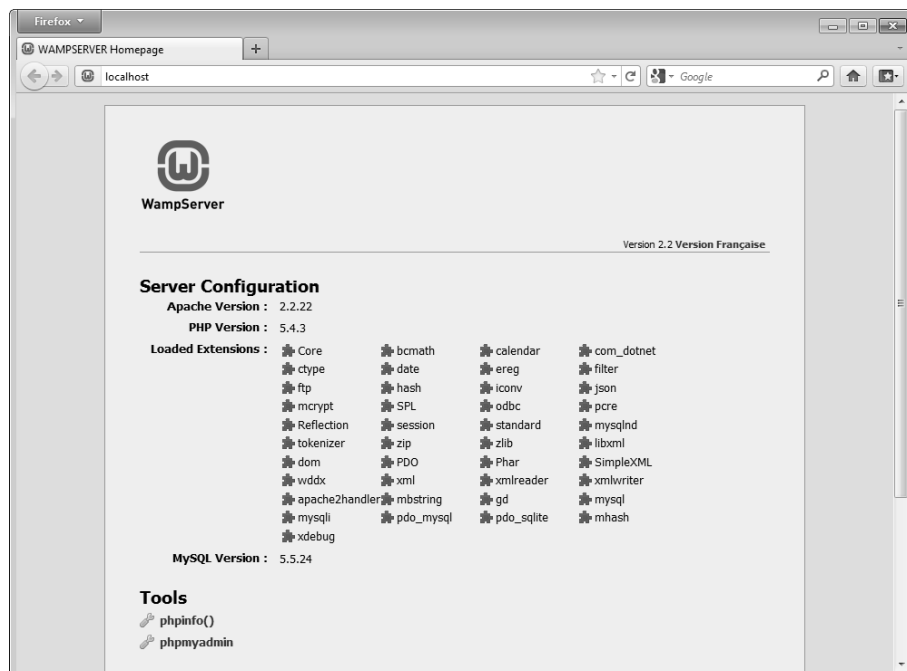 Firefox
WAMPSERVER Homepage
localhost
Google
WampServer
Version 2.2 Version Française
Server Configuration
Apache Version : 2.2.22
PHP Version : 5.4.3
Loaded Extensions : Core bcmath calendar com_dotnet
ctype date ereg filter
ftp hash iconv json
mcrypt SPL odbc pcre
Reflection session standard mysqlnd
tokenizer zip zlib libxml
dom PDO Phar SimpleXML
wddx xml xmlreader xmlwriter
apache2handler mbstring gd mysql
mysqli pdo_mysql pdo_sqlite mhash
xdebug
MySQL Version : 5.5.24
Tools
phpinfo()
phpmyadmin